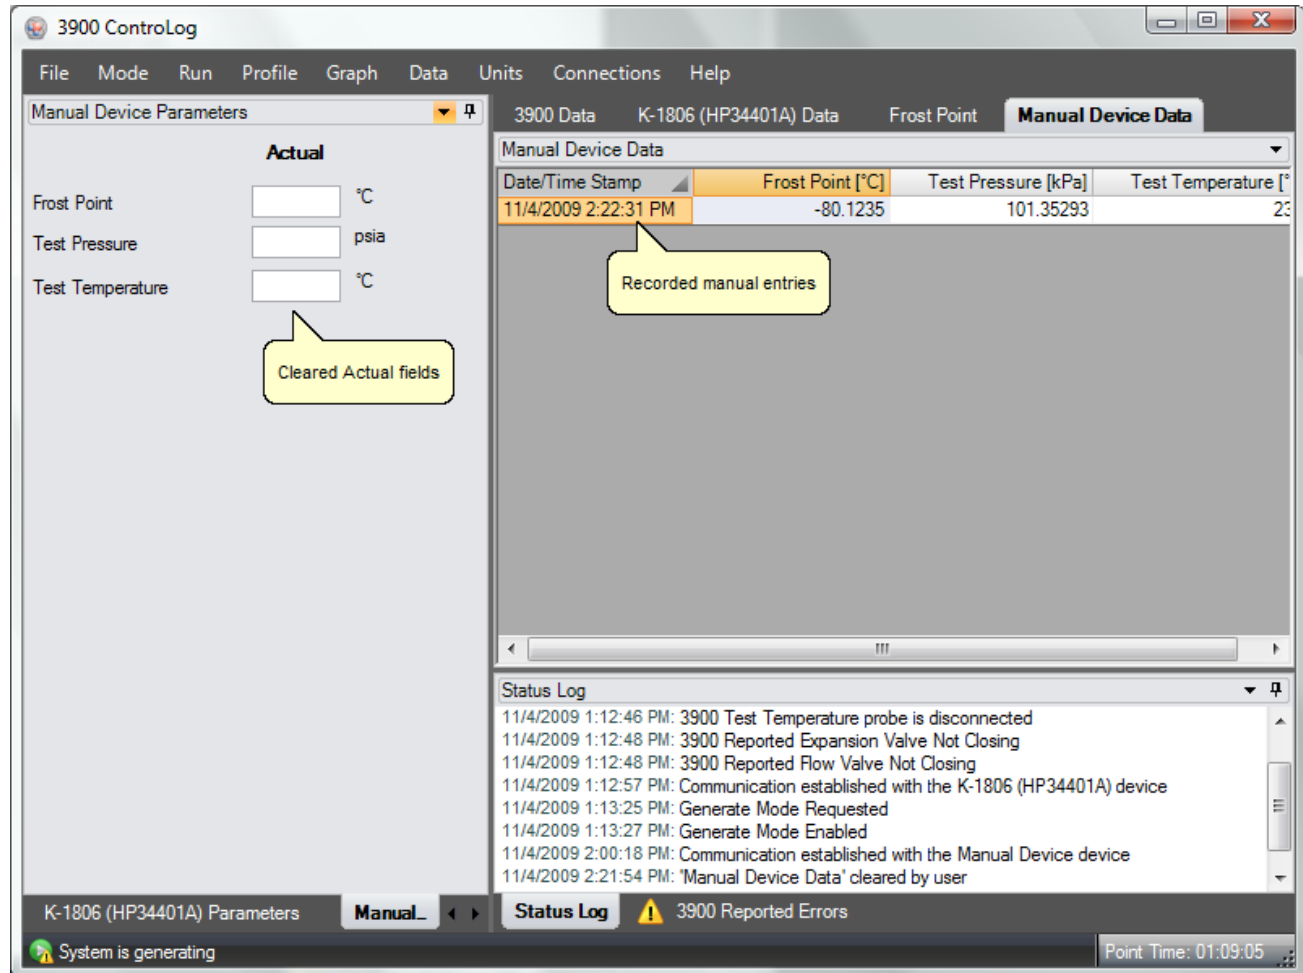 3900 ControLog
File Mode Run Profile Graph Data Units Connections Help
Manual Device Parameters
Actual
Frost Point °C
Test Pressure psia
Test Temperature °C
Cleared Actual fields
K-1806 (HP34401A) Parameters Manual_
3900 Data K-1806 (HP34401A) Data Frost Point Manual Device Data
Manual Device Data
Date/Time Stamp Frost Point [°C] Test Pressure [kPa] Test Temperature [°
11/4/2009 2:22:31 PM -80.1235 101.35293 23
Recorded manual entries
Status Log
11/4/2009 1:12:46 PM: 3900 Test Temperature probe is disconnected
11/4/2009 1:12:48 PM: 3900 Reported Expansion Valve Not Closing
11/4/2009 1:12:48 PM: 3900 Reported Flow Valve Not Closing
11/4/2009 1:12:57 PM: Communication established with the K-1806 (HP34401A) device
11/4/2009 1:13:25 PM: Generate Mode Requested
11/4/2009 1:13:27 PM: Generate Mode Enabled
11/4/2009 2:00:18 PM: Communication established with the Manual Device device
11/4/2009 2:21:54 PM: 'Manual Device Data' cleared by user
Status Log 3900 Reported Errors
System is generating Point Time: 01:09:05